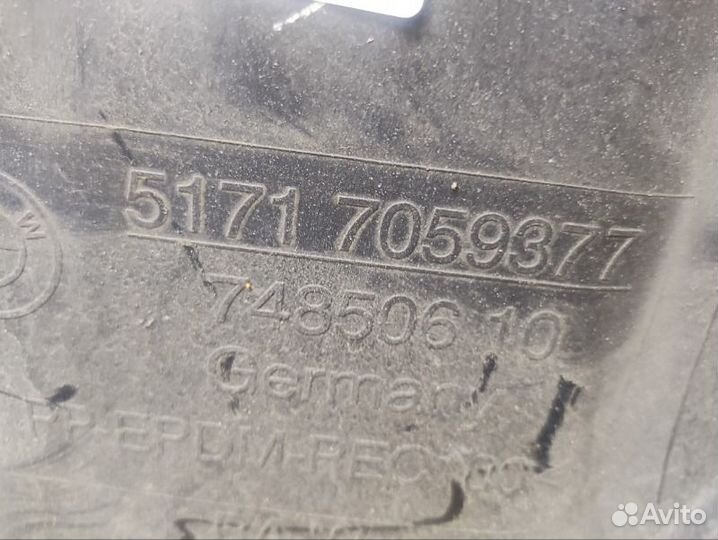 W
5171 7059377
748506 10
Germany
PP-EPDM-REC
Avito